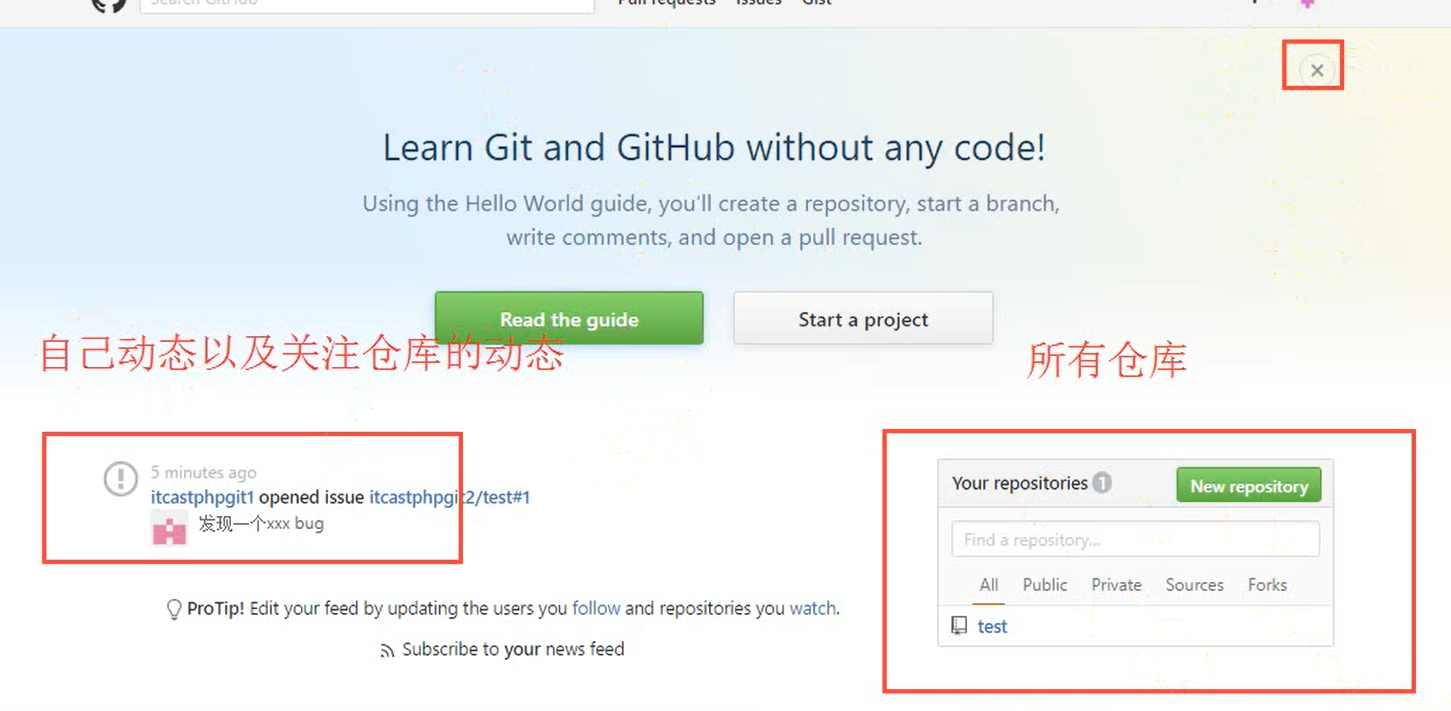 Search GitHub
Pull requests Issues Gist
Learn Git and GitHub without any code!
Using the Hello World guide, you'll create a repository, start a branch,
write comments, and open a pull request.
Read the guide
Start a project
自己动态以及关注仓库的动态
所有仓库
5 minutes ago
itcastphpgit1 opened issue itcastphpgit2/test#1
发现一个xxx bug
ProTip! Edit your feed by updating the users you follow and repositories you watch.
Subscribe to your news feed
Your repositories 1
New repository
Find a repository...
All Public Private Sources Forks
test